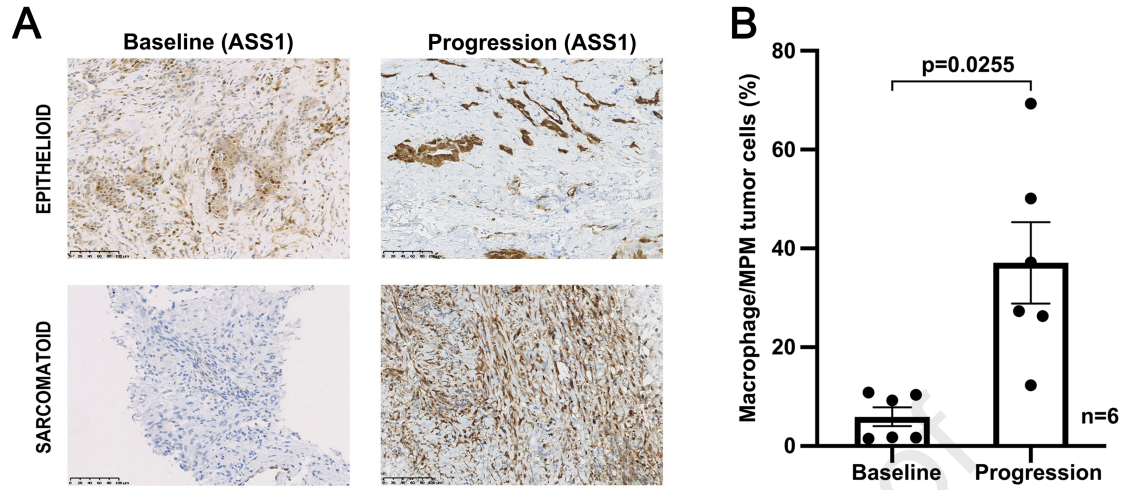 A
Baseline (ASS1)
Progression (ASS1)
EPITHELIOID
SARCOMATOID
B
Macrophage/MPM tumor cells (%)
80
60
40
20
0
p=0.0255
n=6
Baseline
Progression